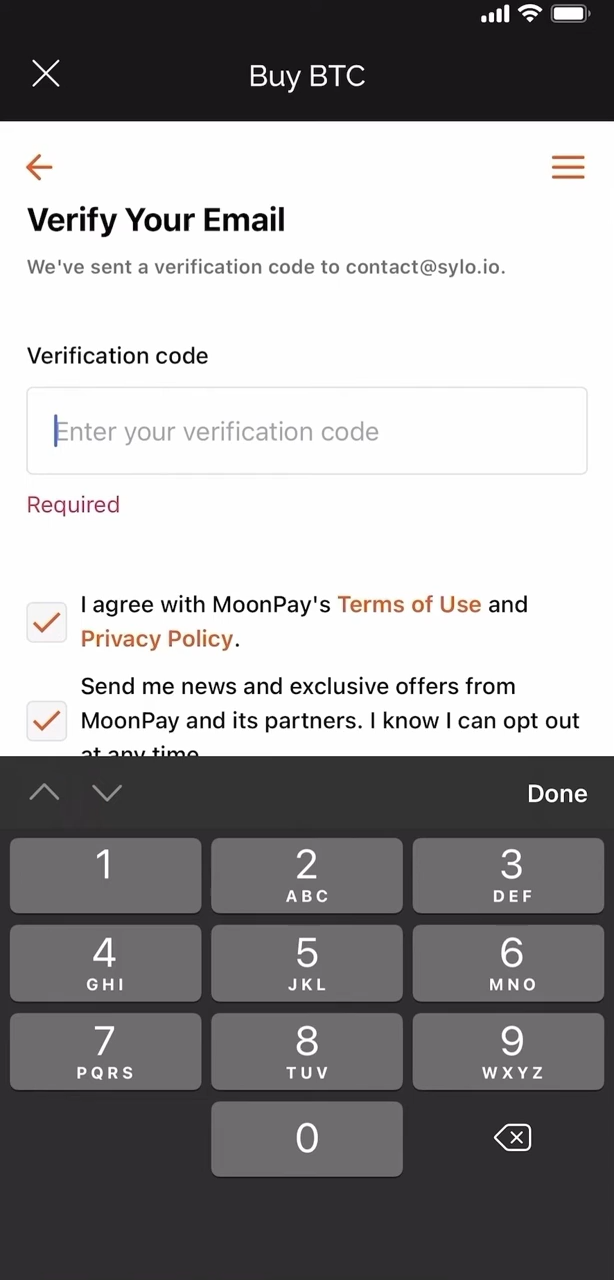 Buy BTC
Verify Your Email
We've sent a verification code to contact@sylo.io.
Verification code
Enter your verification code
Required
I agree with MoonPay's Terms of Use and
Privacy Policy.
Send me news and exclusive offers from
MoonPay and its partners. I know I can opt out
at any time
Done
1
2
3
ABC
DEF
4
5
6
GHI
JKL
MNO
7
8
9
PQRS
TUV
WXYZ
0